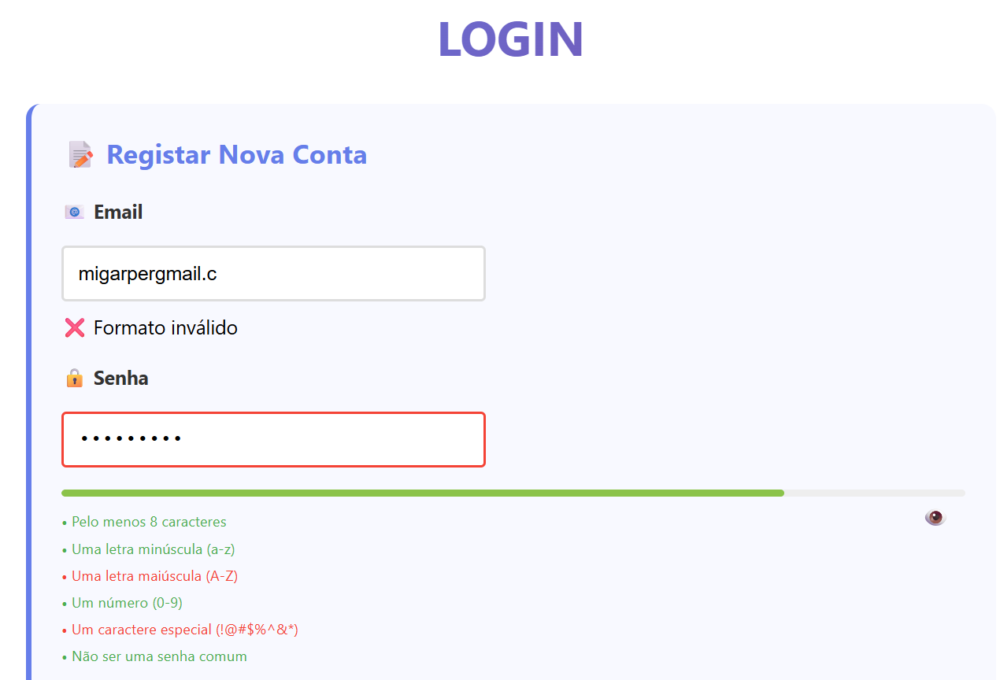 LOGIN
Registar Nova Conta
Email
migarpergmail.c
Formato inválido
Senha
•••••••••
• Pelo menos 8 caracteres
• Uma letra minúscula (a-z)
• Uma letra maiúscula (A-Z)
• Um número (0-9)
• Um caractere especial (!@#$%^&*)
• Não ser uma senha comum